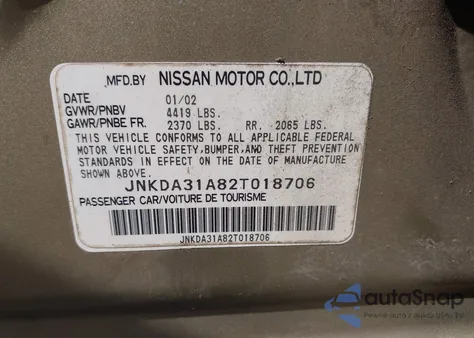 MFD.BY NISSAN MOTOR CO.,LTD
DATE 01/02
GVWR/PNBV 4419 LBS.
GAWR/PNBE FR. 2370 LBS. RR. 2065 LBS.
THIS VEHICLE CONFORMS TO ALL APPLICABLE FEDERAL
MOTOR VEHICLE SAFETY,BUMPER,AND THEFT PREVENTION
STANDARDS IN EFFECT ON THE DATE OF MANUFACTURE
SHOWN ABOVE.
JNKDA31A82T018706
PASSENGER CAR/VOITURE DE TOURISME
JNKDA31A82T018706
autoSnap